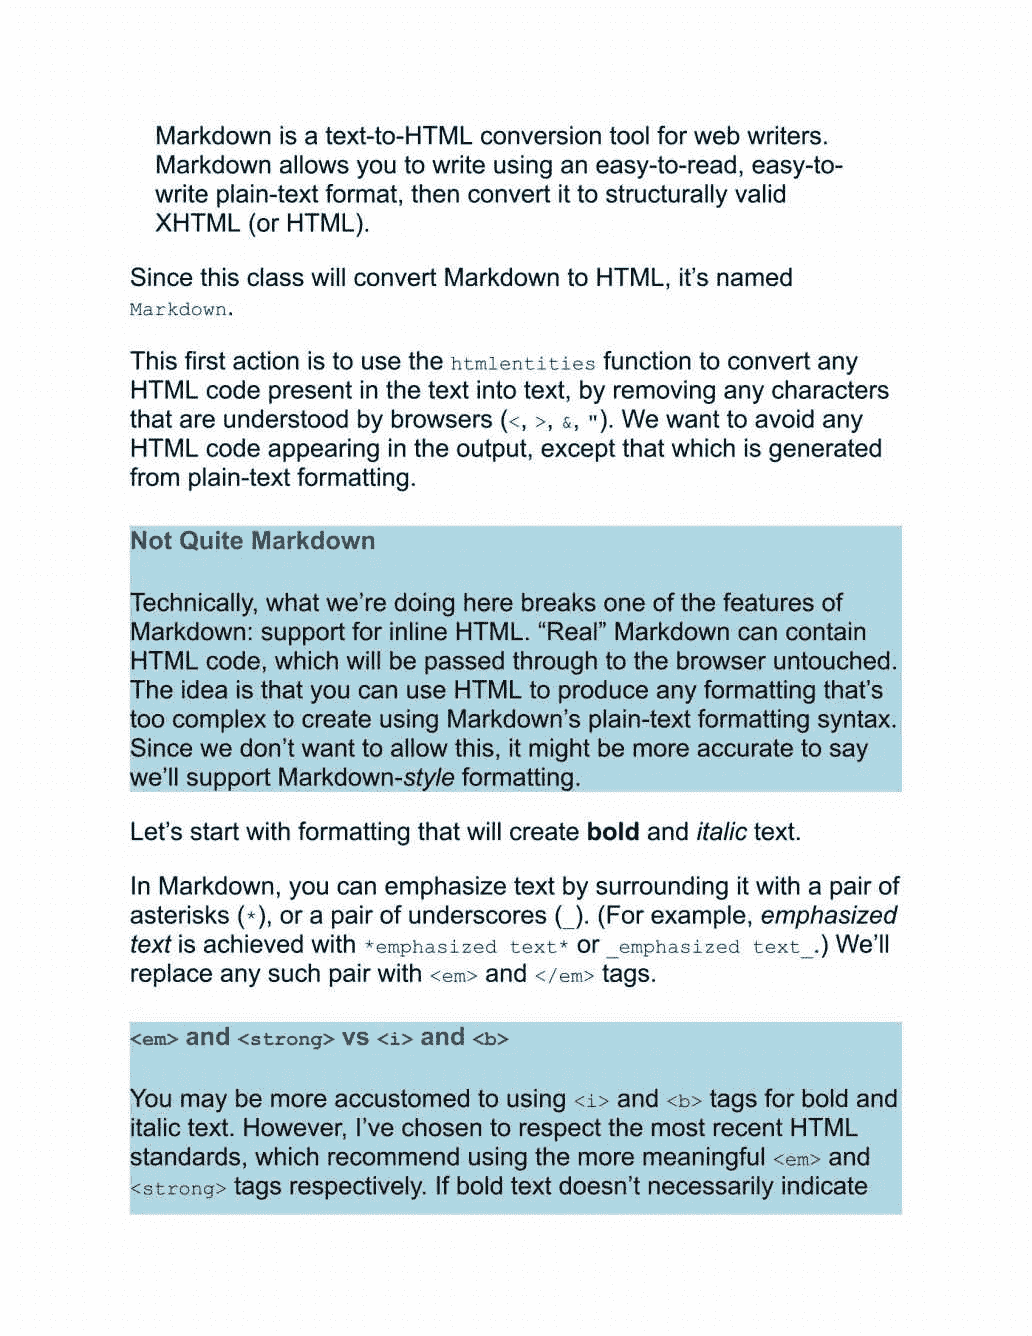 Markdown is a text-to-HTML conversion tool for web writers.
Markdown allows you to write using an easy-to-read, easy-to-
write plain-text format, then convert it to structurally valid
XHTML (or HTML).
Since this class will convert Markdown to HTML, it’s named
Markdown.
This first action is to use the htmlentities function to convert any
HTML code present in the text into text, by removing any characters
that are understood by browsers (<, >, &, "). We want to avoid any
HTML code appearing in the output, except that which is generated
from plain-text formatting.
Not Quite Markdown
Technically, what we’re doing here breaks one of the features of
Markdown: support for inline HTML. “Real” Markdown can contain
HTML code, which will be passed through to the browser untouched.
The idea is that you can use HTML to produce any formatting that’s
too complex to create using Markdown’s plain-text formatting syntax.
Since we don’t want to allow this, it might be more accurate to say
we’ll support Markdown-style formatting.
Let’s start with formatting that will create bold and italic text.
In Markdown, you can emphasize text by surrounding it with a pair of
asterisks (*), or a pair of underscores (_). (For example, emphasized
text is achieved with *emphasized text* or _emphasized text_.) We’ll
replace any such pair with <em> and </em> tags.
<em> and <strong> vs <i> and <b>
You may be more accustomed to using <i> and <b> tags for bold and
italic text. However, I’ve chosen to respect the most recent HTML
standards, which recommend using the more meaningful <em> and
<strong> tags respectively. If bold text doesn’t necessarily indicate